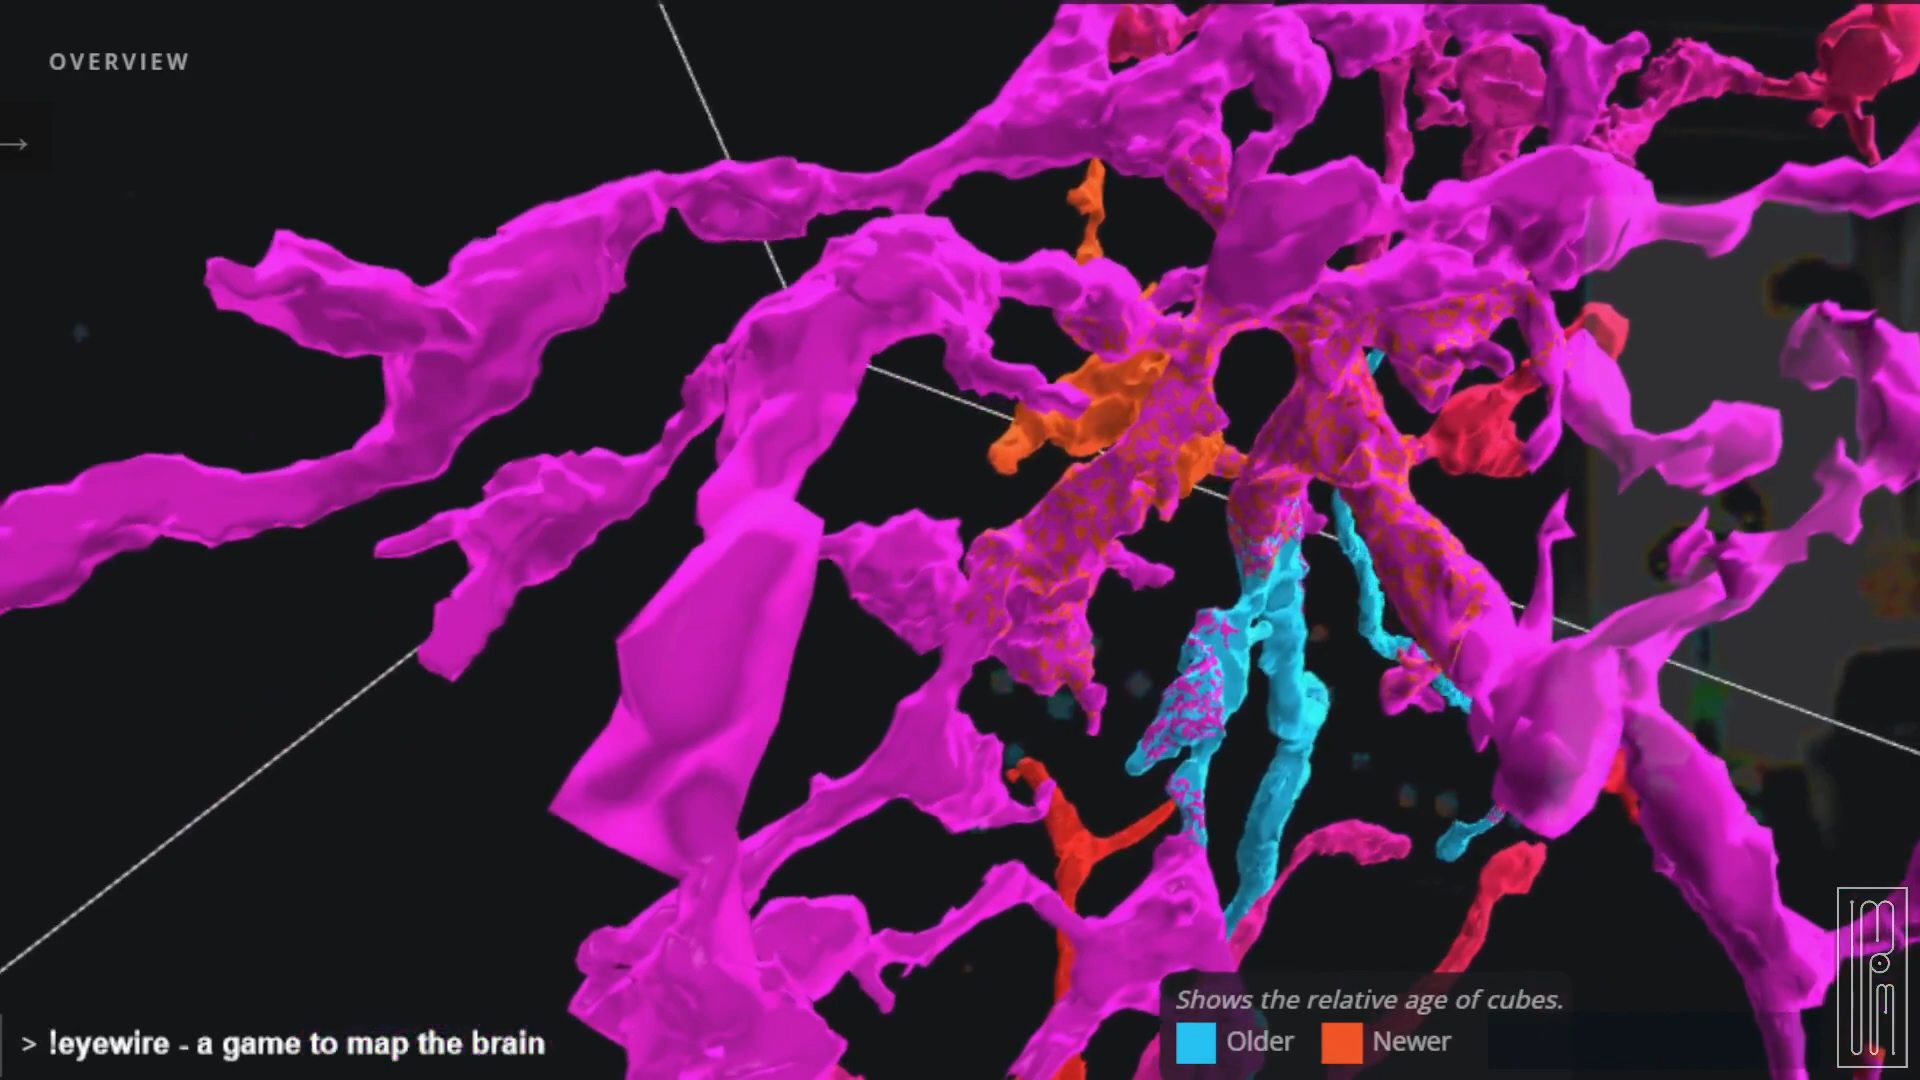 OVERVIEW
→
> !eyewire - a game to map the brain
Shows the relative age of cubes.
Older
Newer